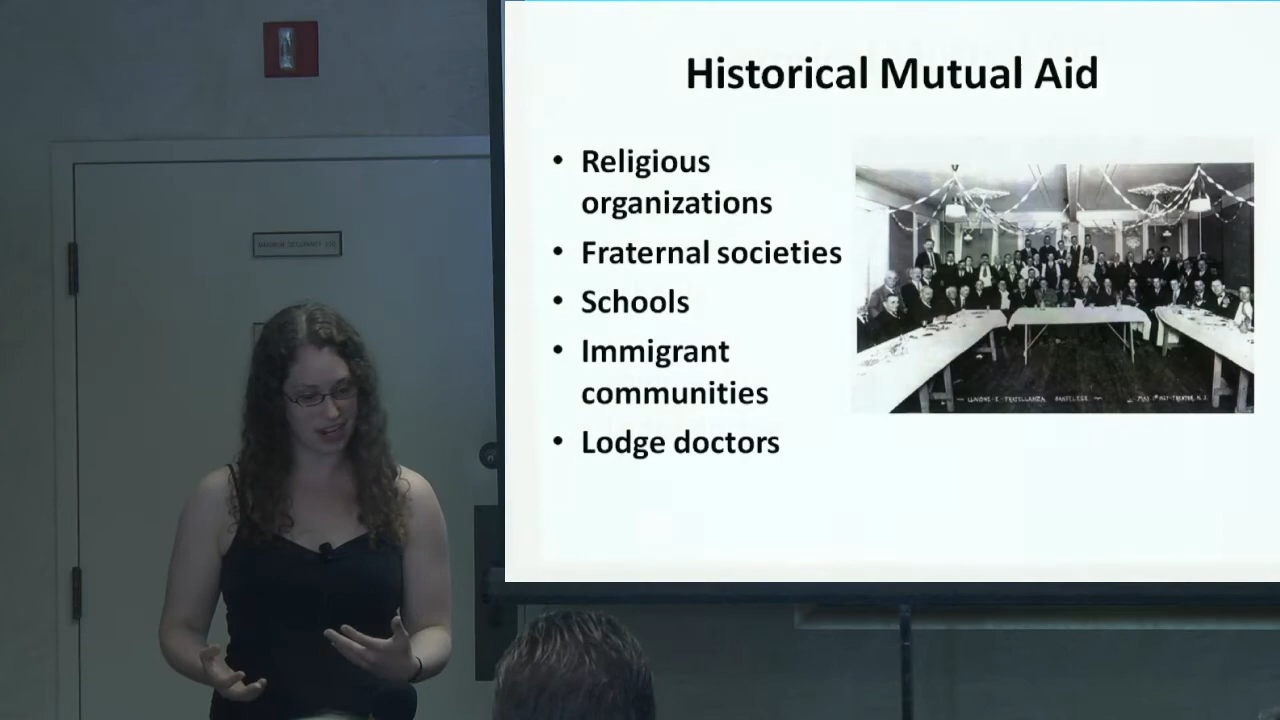 Historical Mutual Aid
• Religious
organizations
• Fraternal societies
• Schools
• Immigrant
communities
• Lodge doctors